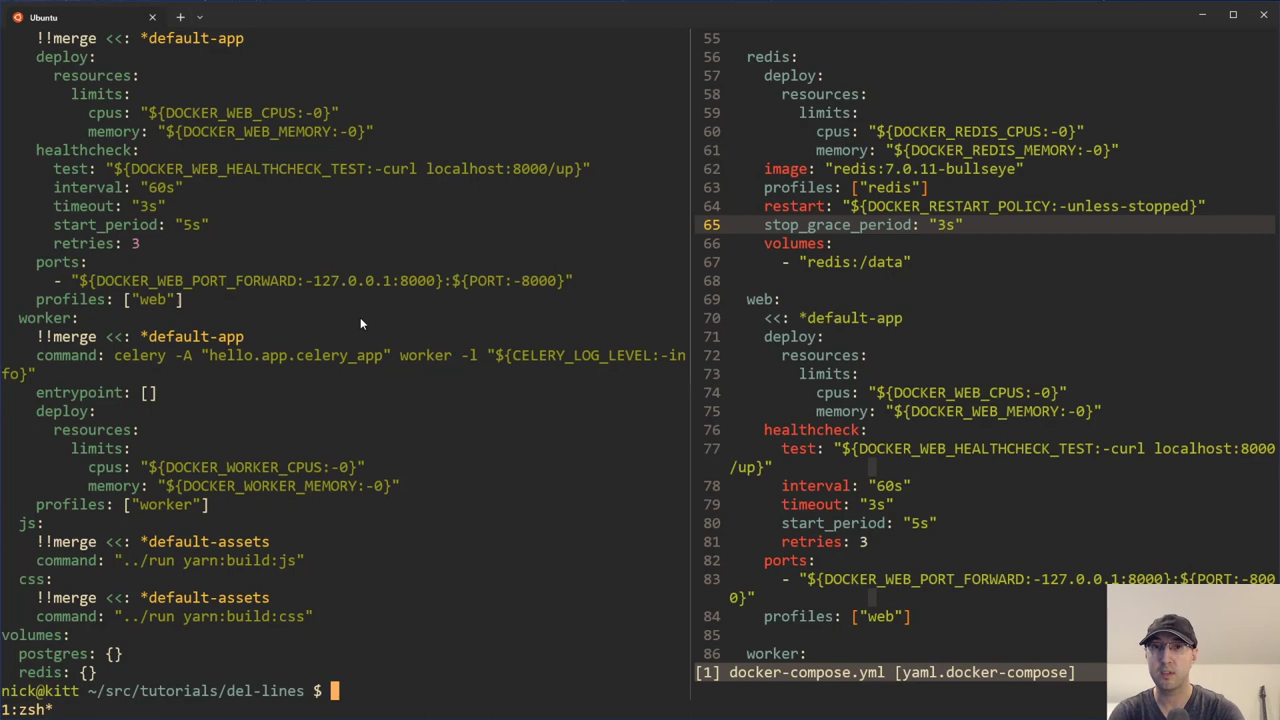 Ubuntu
!!merge <<: *default-app
deploy:
resources:
limits:
cpus: "${DOCKER_WEB_CPUS:-0}"
memory: "${DOCKER_WEB_MEMORY:-0}"
healthcheck:
test: "${DOCKER_WEB_HEALTHCHECK_TEST:-curl localhost:8000/up}"
interval: "60s"
timeout: "3s"
start_period: "5s"
retries: 3
ports:
- "${DOCKER_WEB_PORT_FORWARD:-127.0.0.1:8000}:${PORT:-8000}"
profiles: ["web"]
worker:
!!merge <<: *default-app
command: celery -A "hello.app.celery_app" worker -l "${CELERY_LOG_LEVEL:-in
fo}"
entrypoint: []
deploy:
resources:
limits:
cpus: "${DOCKER_WORKER_CPUS:-0}"
memory: "${DOCKER_WORKER_MEMORY:-0}"
profiles: ["worker"]
js:
!!merge <<: *default-assets
command: "../run yarn:build:js"
css:
!!merge <<: *default-assets
command: "../run yarn:build:css"
volumes:
postgres: {}
redis: {}
nick@kitt ~/src/tutorials/del-lines $
1:zsh*
55
56 redis:
57 deploy:
58 resources:
59 limits:
60 cpus: "${DOCKER_REDIS_CPUS:-0}"
61 memory: "${DOCKER_REDIS_MEMORY:-0}"
62 image: "redis:7.0.11-bullseye"
63 profiles: ["redis"]
64 restart: "${DOCKER_RESTART_POLICY:-unless-stopped}"
65 stop_grace_period: "3s"
66 volumes:
67 - "redis:/data"
68
69 web:
70 <<: *default-app
71 deploy:
72 resources:
73 limits:
74 cpus: "${DOCKER_WEB_CPUS:-0}"
75 memory: "${DOCKER_WEB_MEMORY:-0}"
76 healthcheck:
77 test: "${DOCKER_WEB_HEALTHCHECK_TEST:-curl localhost:8000
/up}"
78 interval: "60s"
79 timeout: "3s"
80 start_period: "5s"
81 retries: 3
82 ports:
83 - "${DOCKER_WEB_PORT_FORWARD:-127.0.0.1:8000}:${PORT:-800
0}"
84 profiles: ["web"]
85
86 worker:
[1] docker-compose.yml [yaml.docker-compose]